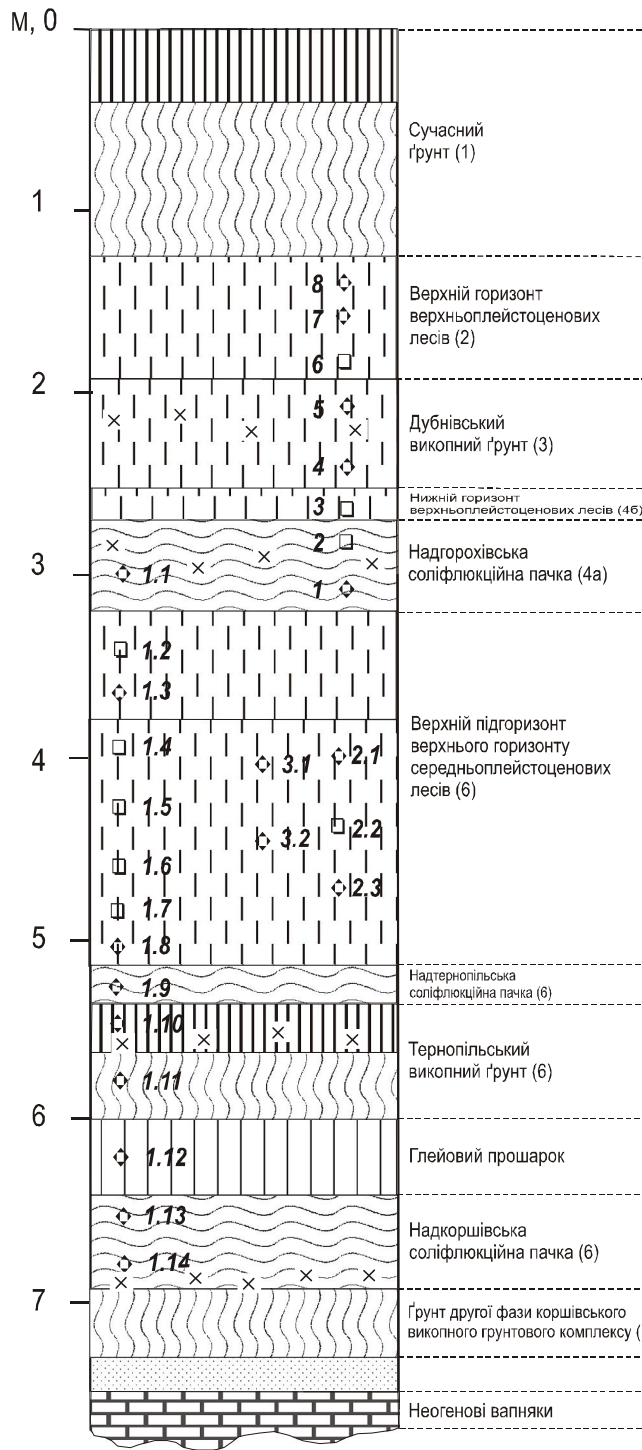 М, 0
Сучасний
ґрунт (1)
1
8
7
6
Верхній горизонт
верхньоплейстоценових
лесів (2)
2
5
4
Дубнівський
викопний ґрунт (3)
3
Нижній горизонт
верхньоплейстоценових лесів (4б)
2
3
1.1
1
Надгорохівська
соліфлюкційна пачка (4а)
1.2
1.3
1.4
4
3.1
2.1
1.5
3.2
2.2
1.6
2.3
1.7
1.8
Верхній підгоризонт
верхнього горизонту
середньоплейстоценових
лесів (6)
5
1.9
Надтернопільська
соліфлюкційна пачка (6)
1.10
1.11
Тернопільський
викопний ґрунт (6)
6
1.12
Глейовий прошарок
1.13
1.14
Надкоршівська
соліфлюкційна пачка (6)
7
Ґрунт другої фази коршівського
викопного грунтового комплексу (
Неогенові вапняки